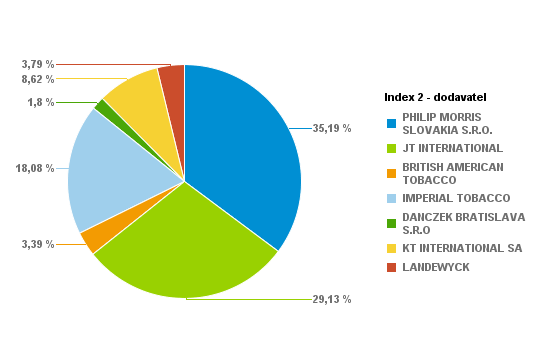 3,79 %
8,62 %
1,8 %
18,08 %
3,39 %
35,19 %
29,13 %
Index 2 - dodavatel
PHILIP MORRIS
SLOVAKIA S.R.O.
JT INTERNATIONAL
BRITISH AMERICAN
TOBACCO
IMPERIAL TOBACCO
DANCZEK BRATISLAVA
S.R.O
KT INTERNATIONAL SA
LANDEWYCK